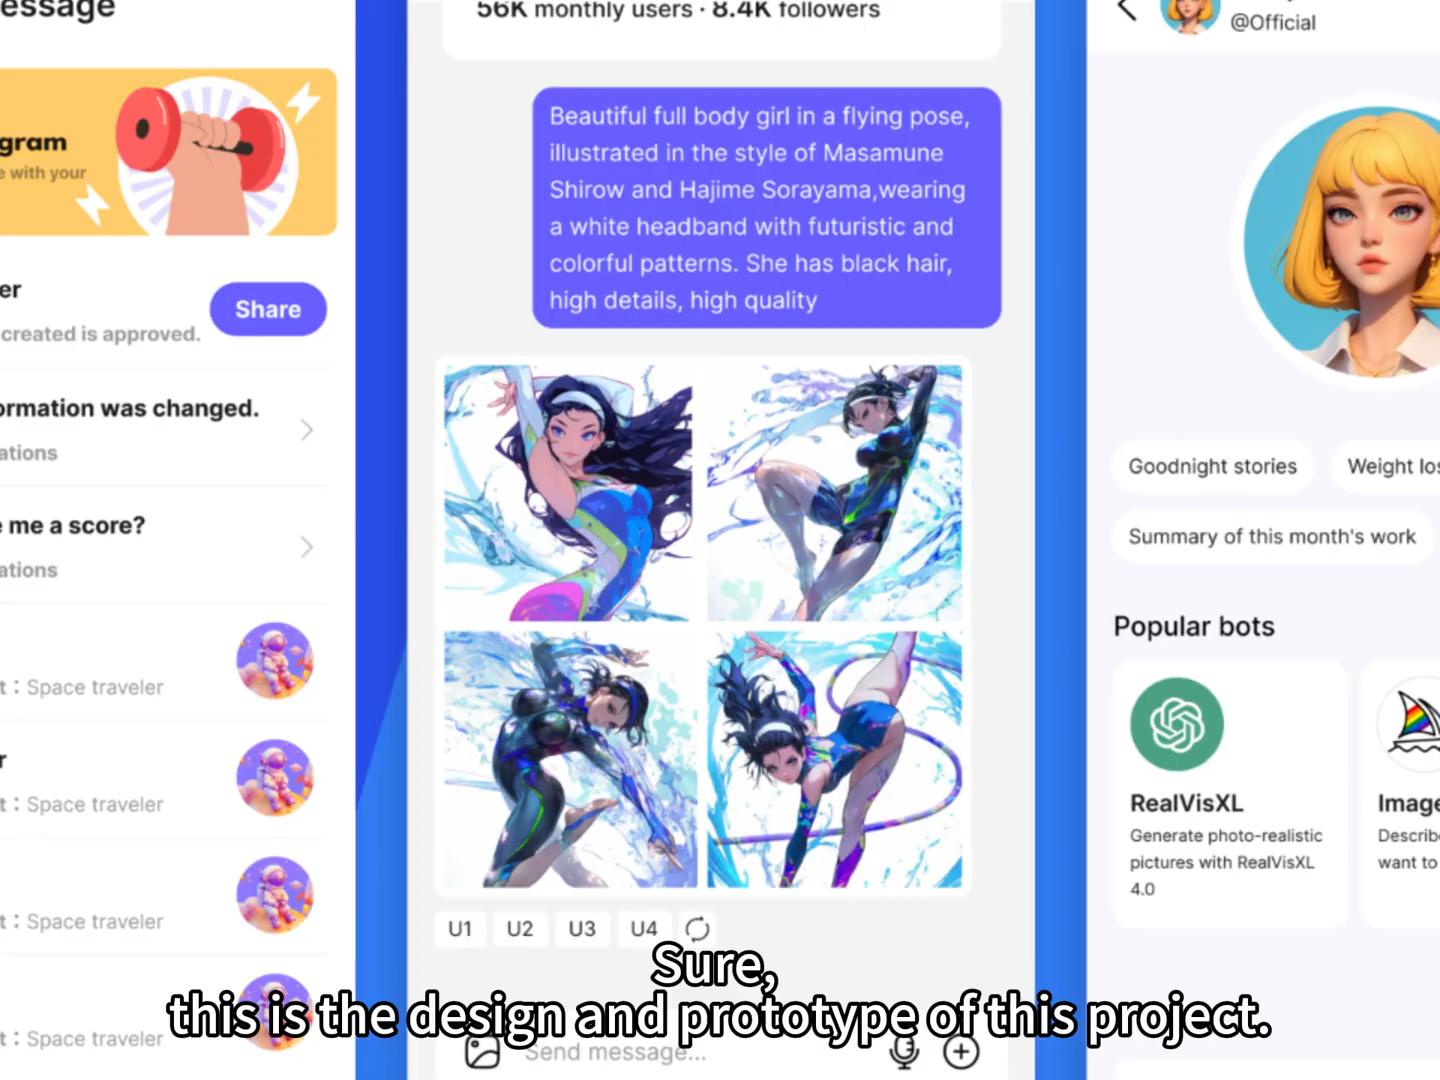 essage
gram
e with your
er
created is approved.
Share
ormation was changed.
ations
e me a score?
ations
t：Space traveler
r
t：Space traveler
t：Space traveler
t：Space traveler
56K monthly users · 8.4K followers
Beautiful full body girl in a flying pose,
illustrated in the style of Masamune
Shirow and Hajime Sorayama,wearing
a white headband with futuristic and
colorful patterns. She has black hair,
high details, high quality
U1 U2 U3 U4
Send message...
@Official
Goodnight stories
Weight los
Summary of this month's work
Popular bots
RealVisXL
Generate photo-realistic
pictures with RealVisXL
4.0
Image
Describ
want to
Sure,
this is the design and prototype of this project.